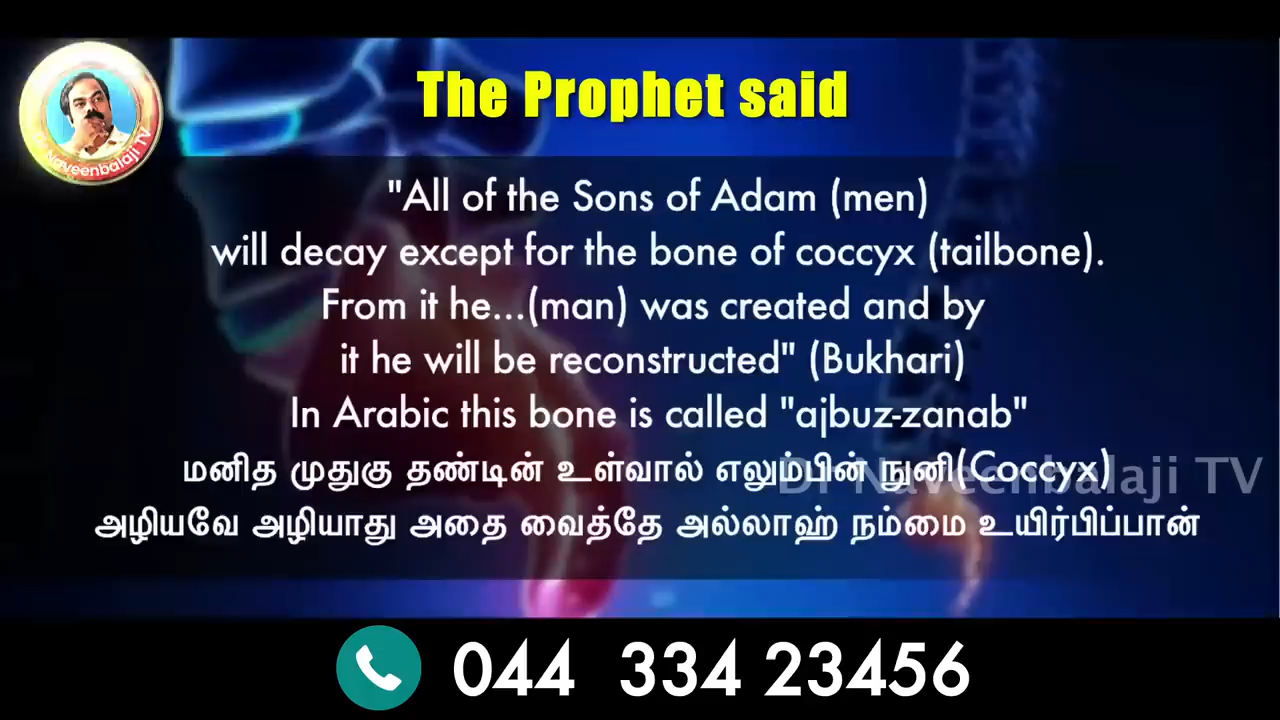 The Prophet said
"All of the Sons of Adam (men)
will decay except for the bone of coccyx (tailbone).
From it he...(man) was created and by
it he will be reconstructed" (Bukhari)
In Arabic this bone is called "ajbuz-zanab"
மனித முதுகு தண்டின் உள்வால் எலும்பின் நுனி(Coccyx)
அழியவே அழியாது அதை வைத்தே அல்லாஹ் நம்மை உயிர்பிப்பான்
Dr Naveenbalaji TV
Dr Naveenbalaji TV
044 334 23456